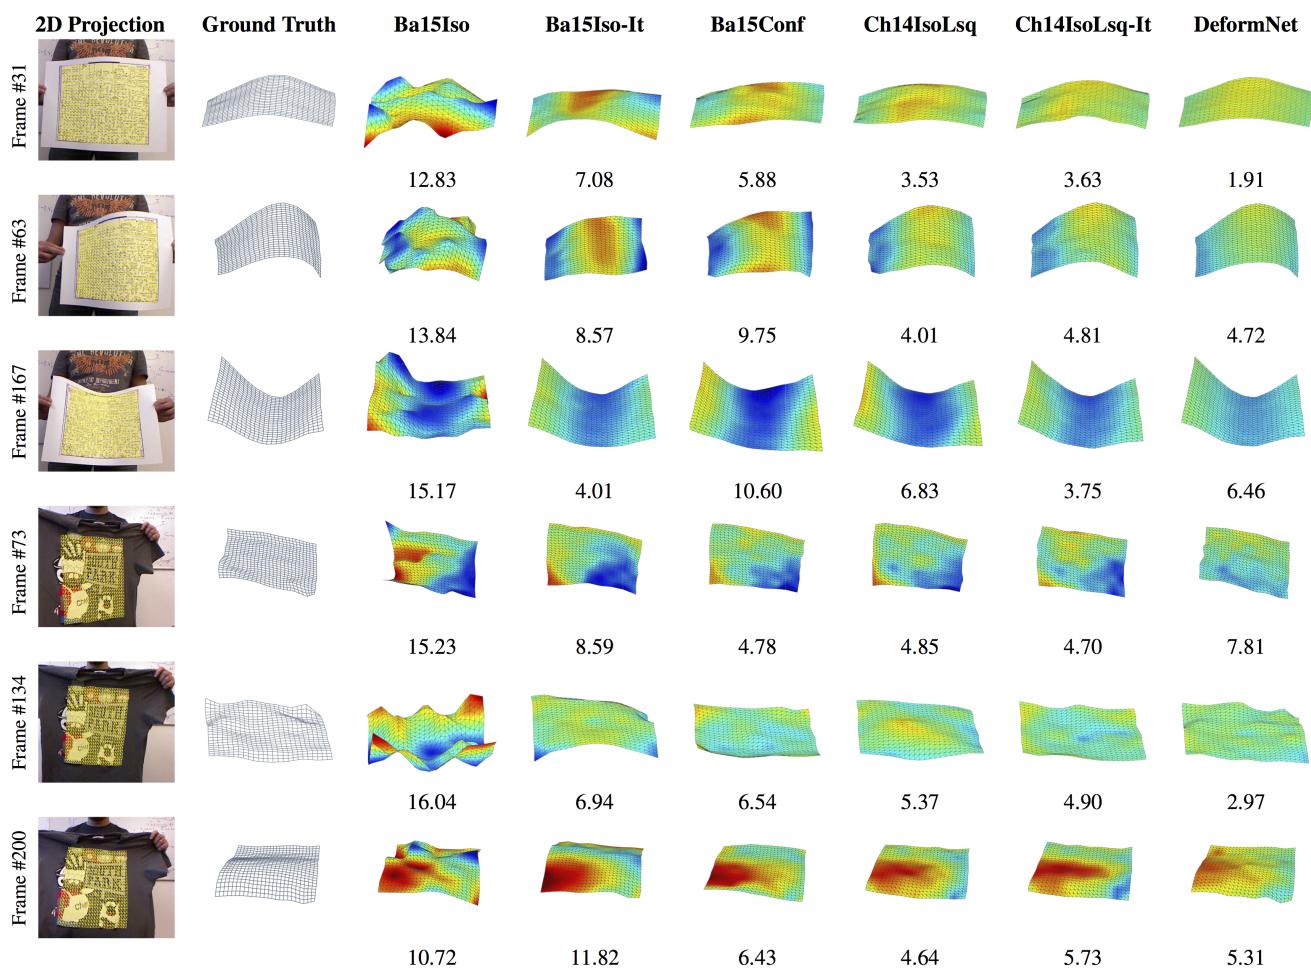 2D Projection Ground Truth Ba15Iso Ba15Iso-It Ba15Conf Ch14IsoLsq Ch14IsoLsq-It DeformNet
Frame #31
12.83 7.08 5.88 3.53 3.63 1.91
Frame #63
13.84 8.57 9.75 4.01 4.81 4.72
Frame #167
15.17 4.01 10.60 6.83 3.75 6.46
Frame #73
15.23 8.59 4.78 4.85 4.70 7.81
Frame #134
16.04 6.94 6.54 5.37 4.90 2.97
Frame #200
10.72 11.82 6.43 4.64 5.73 5.31